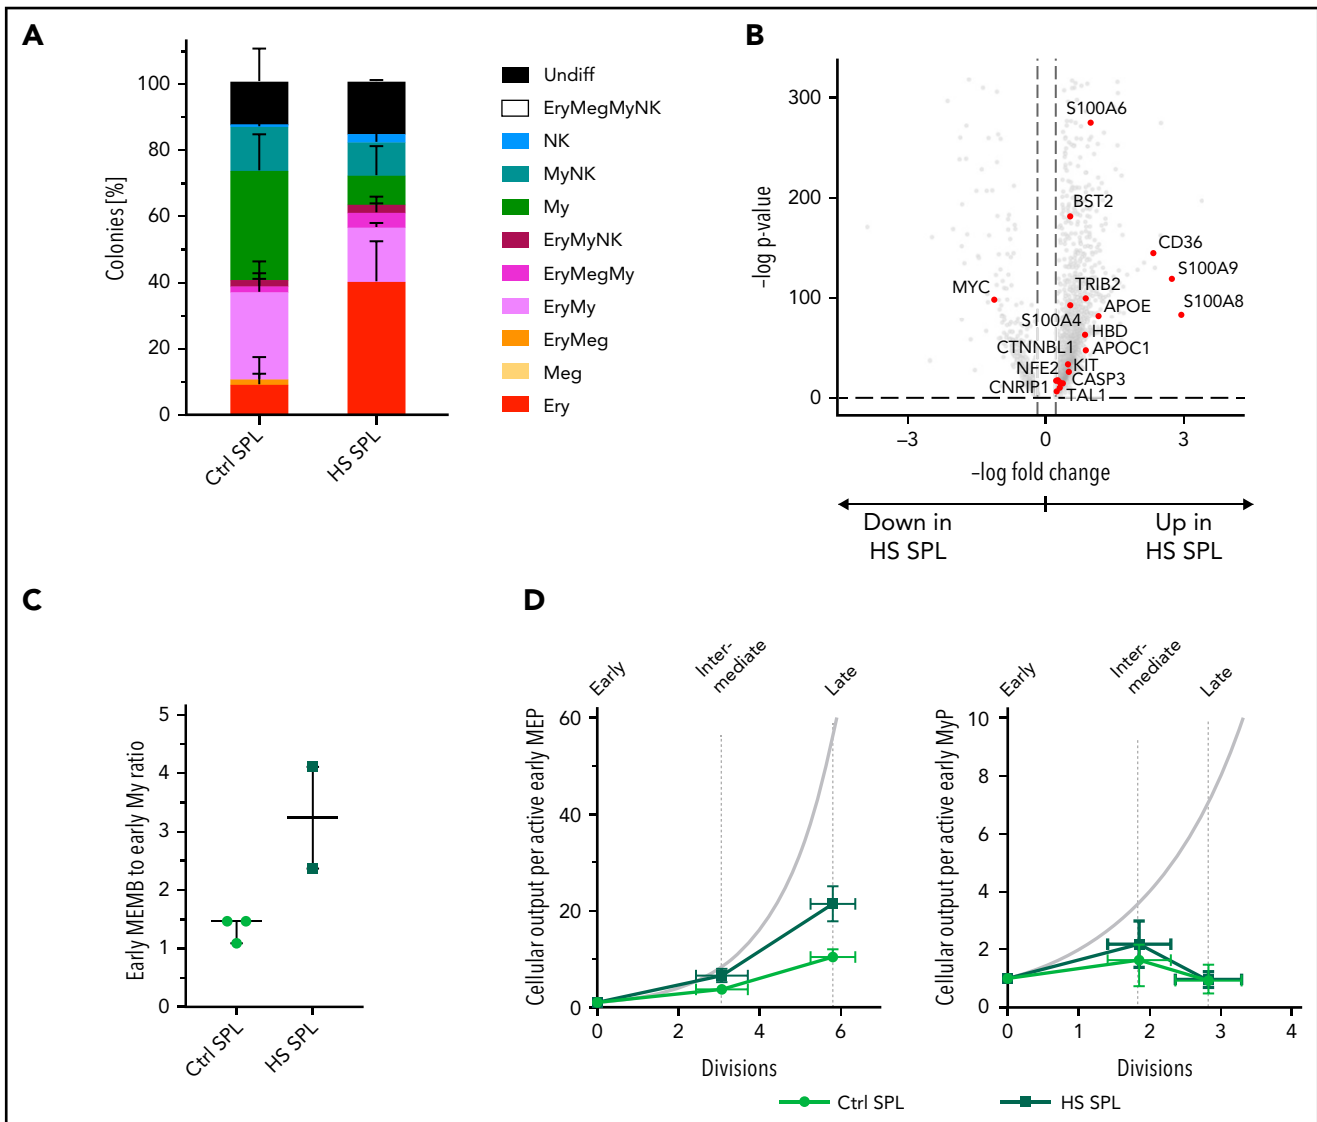 A
Colonies [%]
100
80
60
40
20
0
Ctrl SPL
HS SPL
Undiff
EryMegMyNK
NK
MyNK
My
EryMyNK
EryMegMy
EryMy
EryMeg
Meg
Ery
B
–log p-value
300
200
100
0
S100A6
BST2
CD36
S100A9
S100A8
MYC
TRIB2
APOE
S100A4
HBD
CTNNBL1
APOC1
NFE2
KIT
CASP3
CNRIP1
TAL1
–3
0
3
–log fold change
Down in
HS SPL
Up in
HS SPL
C
Early MEMB to early My ratio
5
4
3
2
1
0
Ctrl SPL
HS SPL
D
Early
Inter-
mediate
Late
Cellular output per active early MEP
60
40
20
0
0
2
4
6
Divisions
Early
Inter-
mediate
Late
Cellular output per active early MyP
10
8
6
4
2
0
0
1
2
3
4
Divisions
Ctrl SPL
HS SPL